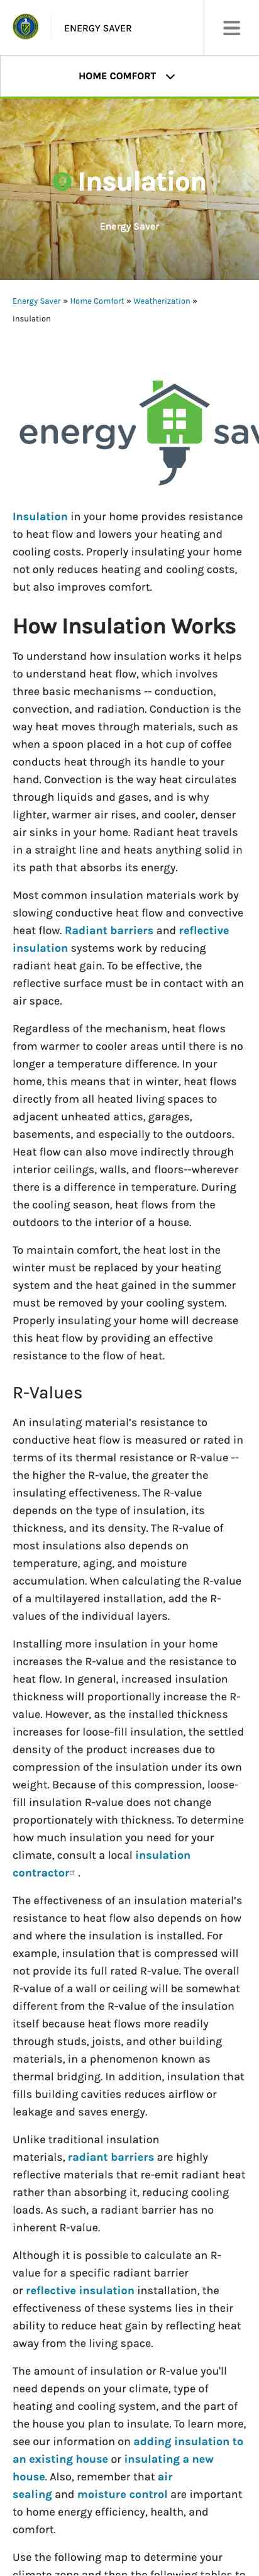 ENERGY SAVER
HOME COMFORT
Insulation
Energy Saver
Energy Saver » Home Comfort » Weatherization »
Insulation
energy sav
Insulation in your home provides resistance
to heat flow and lowers your heating and
cooling costs. Properly insulating your home
not only reduces heating and cooling costs,
but also improves comfort.
How Insulation Works
To understand how insulation works it helps
to understand heat flow, which involves
three basic mechanisms -- conduction,
convection, and radiation. Conduction is the
way heat moves through materials, such as
when a spoon placed in a hot cup of coffee
conducts heat through its handle to your
hand. Convection is the way heat circulates
through liquids and gases, and is why
lighter, warmer air rises, and cooler, denser
air sinks in your home. Radiant heat travels
in a straight line and heats anything solid in
its path that absorbs its energy.
Most common insulation materials work by
slowing conductive heat flow and convective
heat flow. Radiant barriers and reflective
insulation systems work by reducing
radiant heat gain. To be effective, the
reflective surface must be in contact with an
air space.
Regardless of the mechanism, heat flows
from warmer to cooler areas until there is no
longer a temperature difference. In your
home, this means that in winter, heat flows
directly from all heated living spaces to
adjacent unheated attics, garages,
basements, and especially to the outdoors.
Heat flow can also move indirectly through
interior ceilings, walls, and floors--wherever
there is a difference in temperature. During
the cooling season, heat flows from the
outdoors to the interior of a house.
To maintain comfort, the heat lost in the
winter must be replaced by your heating
system and the heat gained in the summer
must be removed by your cooling system.
Properly insulating your home will decrease
this heat flow by providing an effective
resistance to the flow of heat.
R-Values
An insulating material’s resistance to
conductive heat flow is measured or rated in
terms of its thermal resistance or R-value --
the higher the R-value, the greater the
insulating effectiveness. The R-value
depends on the type of insulation, its
thickness, and its density. The R-value of
most insulations also depends on
temperature, aging, and moisture
accumulation. When calculating the R-value
of a multilayered installation, add the R-
values of the individual layers.
Installing more insulation in your home
increases the R-value and the resistance to
heat flow. In general, increased insulation
thickness will proportionally increase the R-
value. However, as the installed thickness
increases for loose-fill insulation, the settled
density of the product increases due to
compression of the insulation under its own
weight. Because of this compression, loose-
fill insulation R-value does not change
proportionately with thickness. To determine
how much insulation you need for your
climate, consult a local insulation
contractor .
The effectiveness of an insulation material’s
resistance to heat flow also depends on how
and where the insulation is installed. For
example, insulation that is compressed will
not provide its full rated R-value. The overall
R-value of a wall or ceiling will be somewhat
different from the R-value of the insulation
itself because heat flows more readily
through studs, joists, and other building
materials, in a phenomenon known as
thermal bridging. In addition, insulation that
fills building cavities reduces airflow or
leakage and saves energy.
Unlike traditional insulation
materials, radiant barriers are highly
reflective materials that re-emit radiant heat
rather than absorbing it, reducing cooling
loads. As such, a radiant barrier has no
inherent R-value.
Although it is possible to calculate an R-
value for a specific radiant barrier
or reflective insulation installation, the
effectiveness of these systems lies in their
ability to reduce heat gain by reflecting heat
away from the living space.
The amount of insulation or R-value you'll
need depends on your climate, type of
heating and cooling system, and the part of
the house you plan to insulate. To learn more,
see our information on adding insulation to
an existing house or insulating a new
house. Also, remember that air
sealing and moisture control are important
to home energy efficiency, health, and
comfort.
Use the following map to determine your
climate zone and then the following tables to